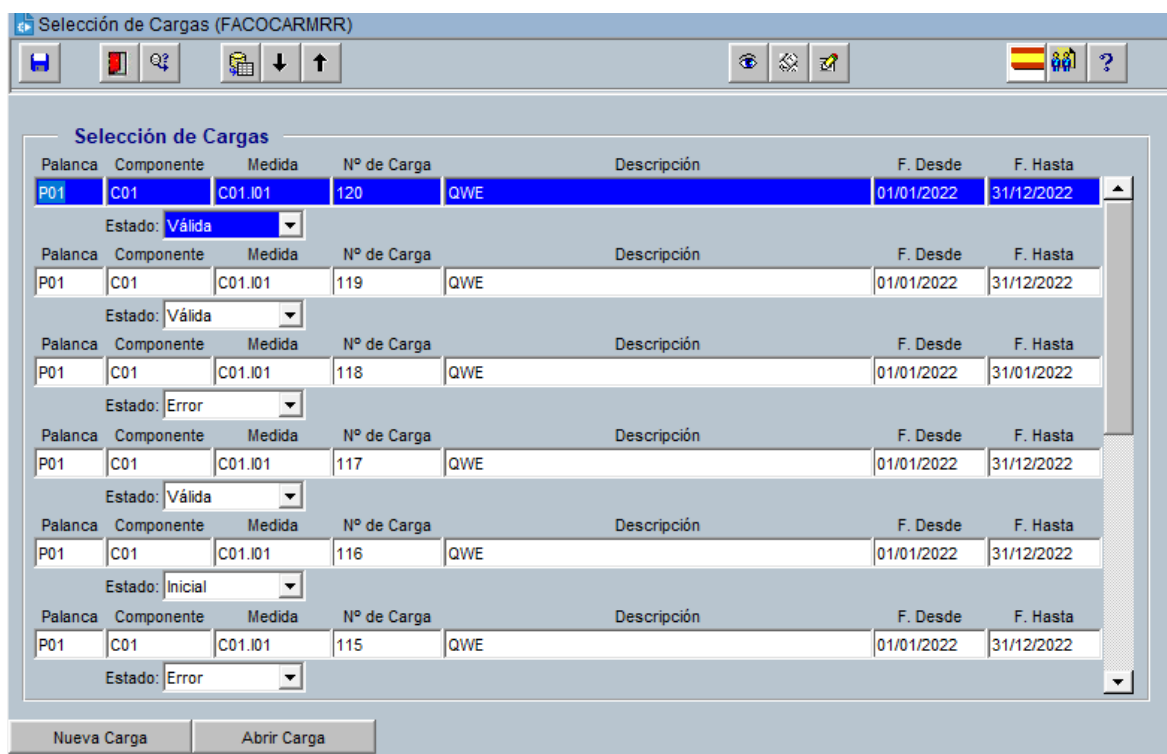 Selección de Cargas (FACOCARMRR)
Selección de Cargas
Palanca Componente Medida Nº de Carga Descripción F. Desde F. Hasta
P01 C01 C01.I01 120 QWE 01/01/2022 31/12/2022
Estado: Válida
Palanca Componente Medida Nº de Carga Descripción F. Desde F. Hasta
P01 C01 C01.I01 119 QWE 01/01/2022 31/12/2022
Estado: Válida
Palanca Componente Medida Nº de Carga Descripción F. Desde F. Hasta
P01 C01 C01.I01 118 QWE 01/01/2022 31/01/2022
Estado: Error
Palanca Componente Medida Nº de Carga Descripción F. Desde F. Hasta
P01 C01 C01.I01 117 QWE 01/01/2022 31/12/2022
Estado: Válida
Palanca Componente Medida Nº de Carga Descripción F. Desde F. Hasta
P01 C01 C01.I01 116 QWE 01/01/2022 31/12/2022
Estado: Inicial
Palanca Componente Medida Nº de Carga Descripción F. Desde F. Hasta
P01 C01 C01.I01 115 QWE 01/01/2022 31/12/2022
Estado: Error
Nueva Carga Abrir Carga